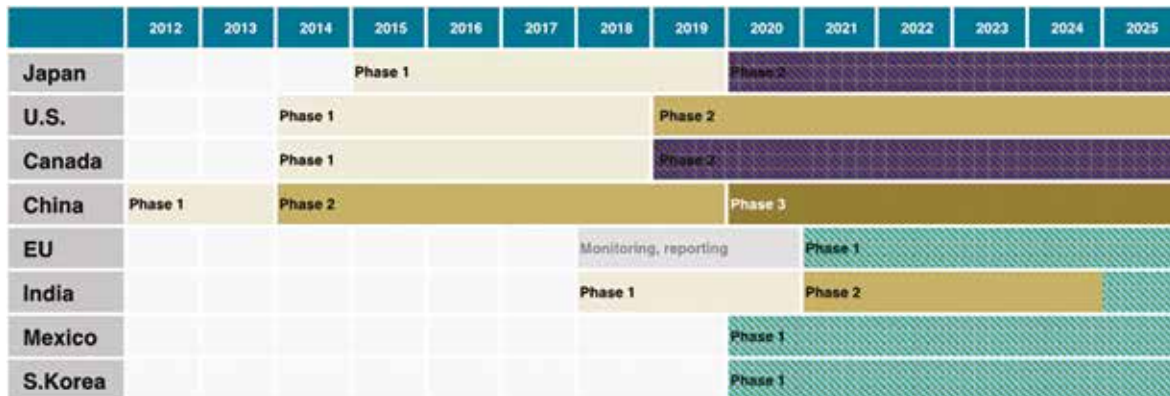 2012 2013 2014 2015 2016 2017 2018 2019 2020 2021 2022 2023 2024 2025
Japan Phase 1 Phase 2
U.S. Phase 1 Phase 2
Canada Phase 1 Phase 2
China Phase 1 Phase 2 Phase 3
EU Monitoring, reporting Phase 1
India Phase 1 Phase 2
Mexico Phase 1
S.Korea Phase 1